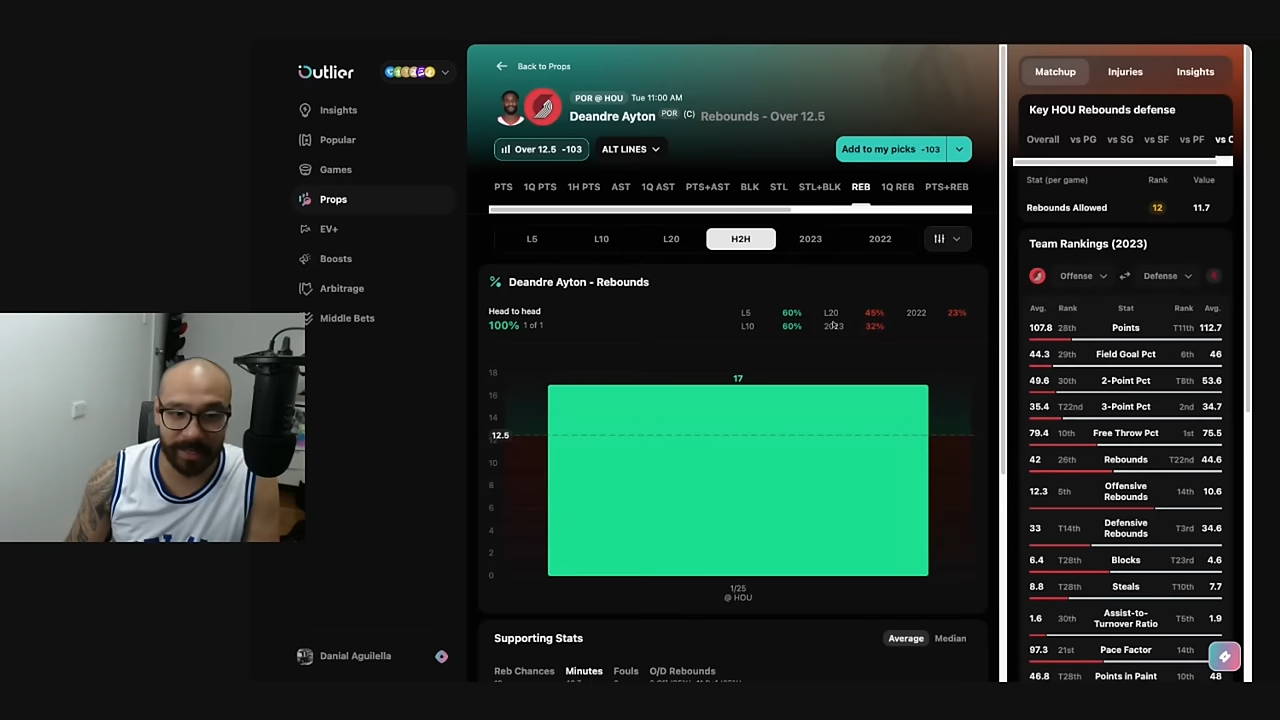 Outlier
Insights
Popular
Games
Props
EV+
Boosts
Arbitrage
Middle Bets
Danial Aguilella
Back to Props
POR @ HOU Tue 11:00 AM
Deandre Ayton POR (C) Rebounds - Over 12.5
Over 12.5 -103 ALT LINES
Add to my picks -103
PTS 1Q PTS 1H PTS AST 1Q AST PTS+AST BLK STL STL+BLK REB 1Q REB PTS+REB
L5 L10 L20 H2H 2023 2022
Deandre Ayton - Rebounds
Head to head
100% 1 of 1
L5 60% L20 45% 2022 23%
L10 60% 2023 32%
18
16
14
12.5
10
8
6
4
2
0
17
1/25
@ HOU
Supporting Stats
Average Median
Reb Chances Minutes Fouls O/D Rebounds
Matchup Injuries Insights
Key HOU Rebounds defense
Overall vs PG vs SG vs SF vs PF vs C
Stat (per game) Rank Value
Rebounds Allowed 12 11.7
Team Rankings (2023)
Offense Defense
Avg. Rank Stat Rank Avg.
107.8 28th Points T11th 112.7
44.3 29th Field Goal Pct 6th 46
49.6 30th 2-Point Pct T8th 53.6
35.4 T22nd 3-Point Pct 2nd 34.7
79.4 10th Free Throw Pct 1st 75.5
42 26th Rebounds T22nd 44.6
12.3 5th Offensive Rebounds 14th 10.6
33 T14th Defensive Rebounds T3rd 34.6
6.4 T28th Blocks T23rd 4.6
8.8 T28th Steals T10th 7.7
1.6 30th Assist-to-Turnover Ratio T5th 1.9
97.3 21st Pace Factor 14th
46.8 T28th Points in Paint 10th 48